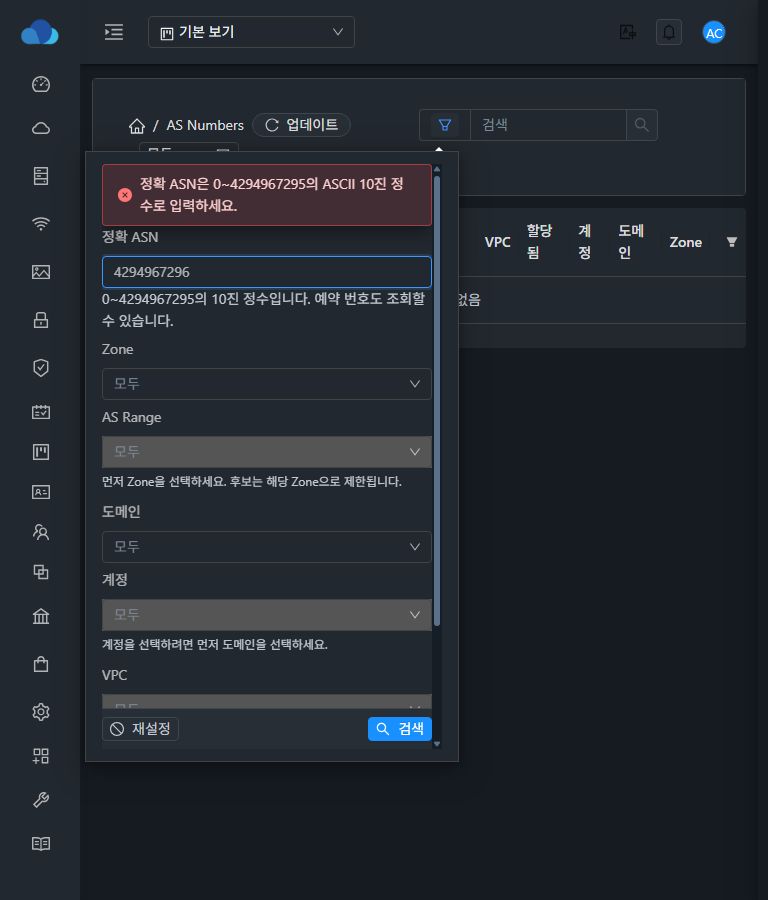 기본 보기
AC
/ AS Numbers
업데이트
검색
정확 ASN은 0~4294967295의 ASCII 10진 정
수로 입력하세요.
정확 ASN
4294967296
0~4294967295의 10진 정수입니다. 예약 번호도 조회할
수 있습니다.
Zone
모두
AS Range
모두
먼저 Zone을 선택하세요. 후보는 해당 Zone으로 제한됩니다.
도메인
모두
계정
모두
계정을 선택하려면 먼저 도메인을 선택하세요.
VPC
재설정
검색
VPC
할당
됨
계
정
도메
인
Zone
없음